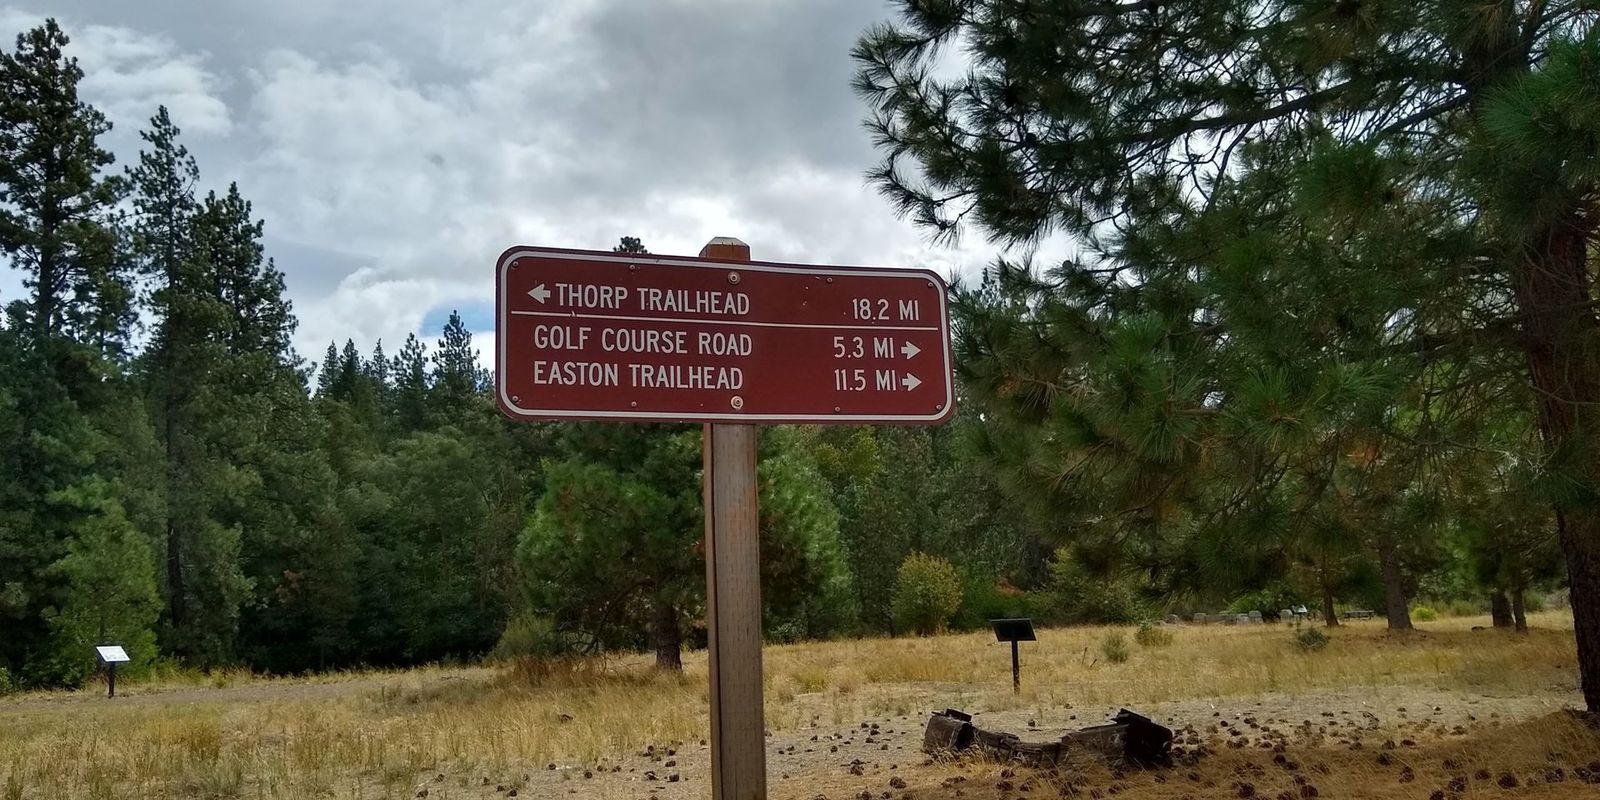 ← THORP TRAILHEAD 18.2 MI
GOLF COURSE ROAD 5.3 MI →
EASTON TRAILHEAD 11.5 MI →